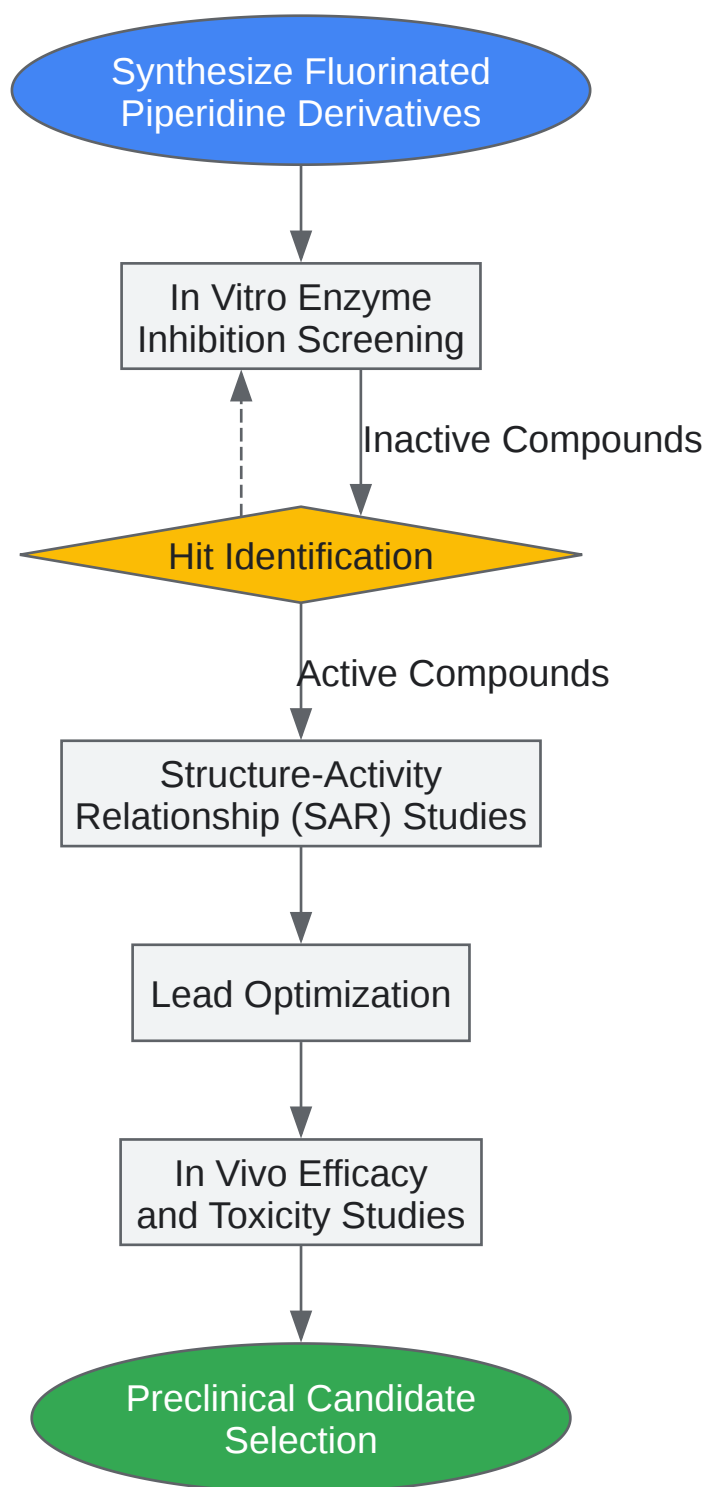 Synthesize Fluorinated
Piperidine Derivatives
In Vitro Enzyme
Inhibition Screening
Inactive Compounds
Hit Identification
Active Compounds
Structure-Activity
Relationship (SAR) Studies
Lead Optimization
In Vivo Efficacy
and Toxicity Studies
Preclinical Candidate
Selection